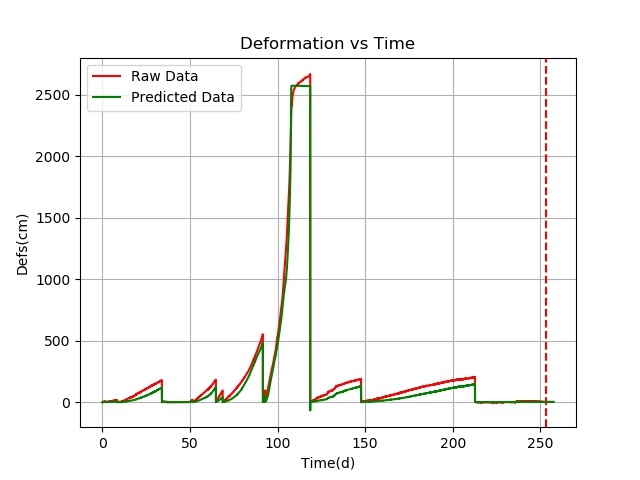 Deformation vs Time
Raw Data
Predicted Data
Defs(cm)
2500
2000
1500
1000
500
0
0 50 100 150 200 250
Time(d)